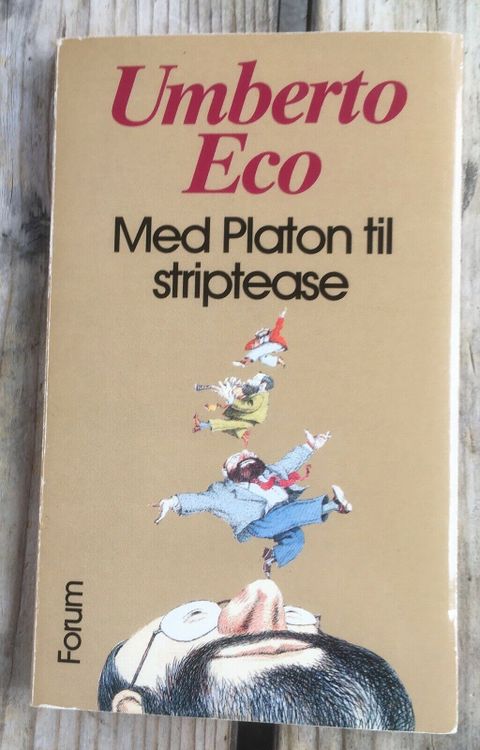 Umberto
Eco
Med Platon til
striptease
Forum